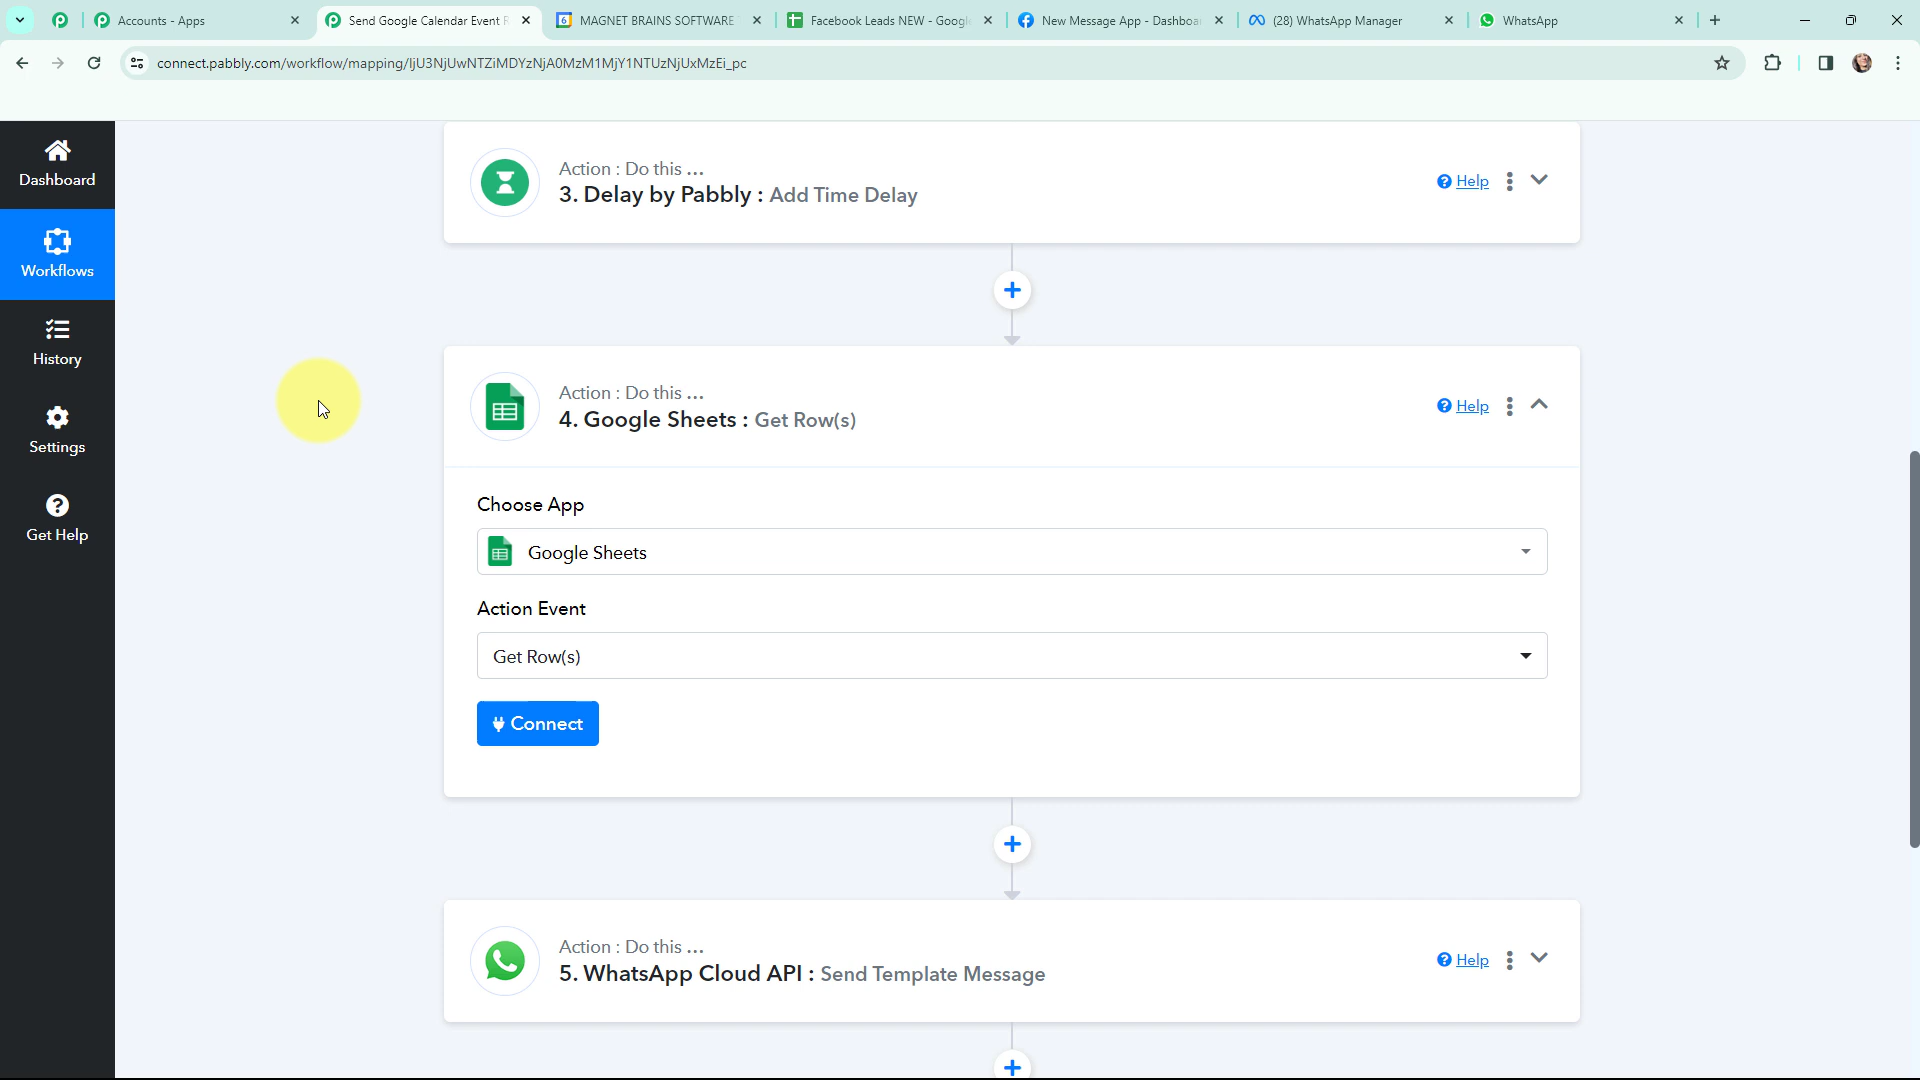 Accounts - Apps
Send Google Calendar Event R
MAGNET BRAINS SOFTWARE
Facebook Leads NEW - Google
New Message App - Dashboa
(28) WhatsApp Manager
WhatsApp
connect.pabbly.com/workflow/mapping/IjU3NjUwNTZiMDYzNjA0MzM1MjY1NTUzNjUxMzEi_pc
Dashboard
Workflows
History
Settings
Get Help
Action : Do this ...
3. Delay by Pabbly : Add Time Delay
Help
Action : Do this ...
4. Google Sheets : Get Row(s)
Help
Choose App
Google Sheets
Action Event
Get Row(s)
Connect
Action : Do this ...
5. WhatsApp Cloud API : Send Template Message
Help